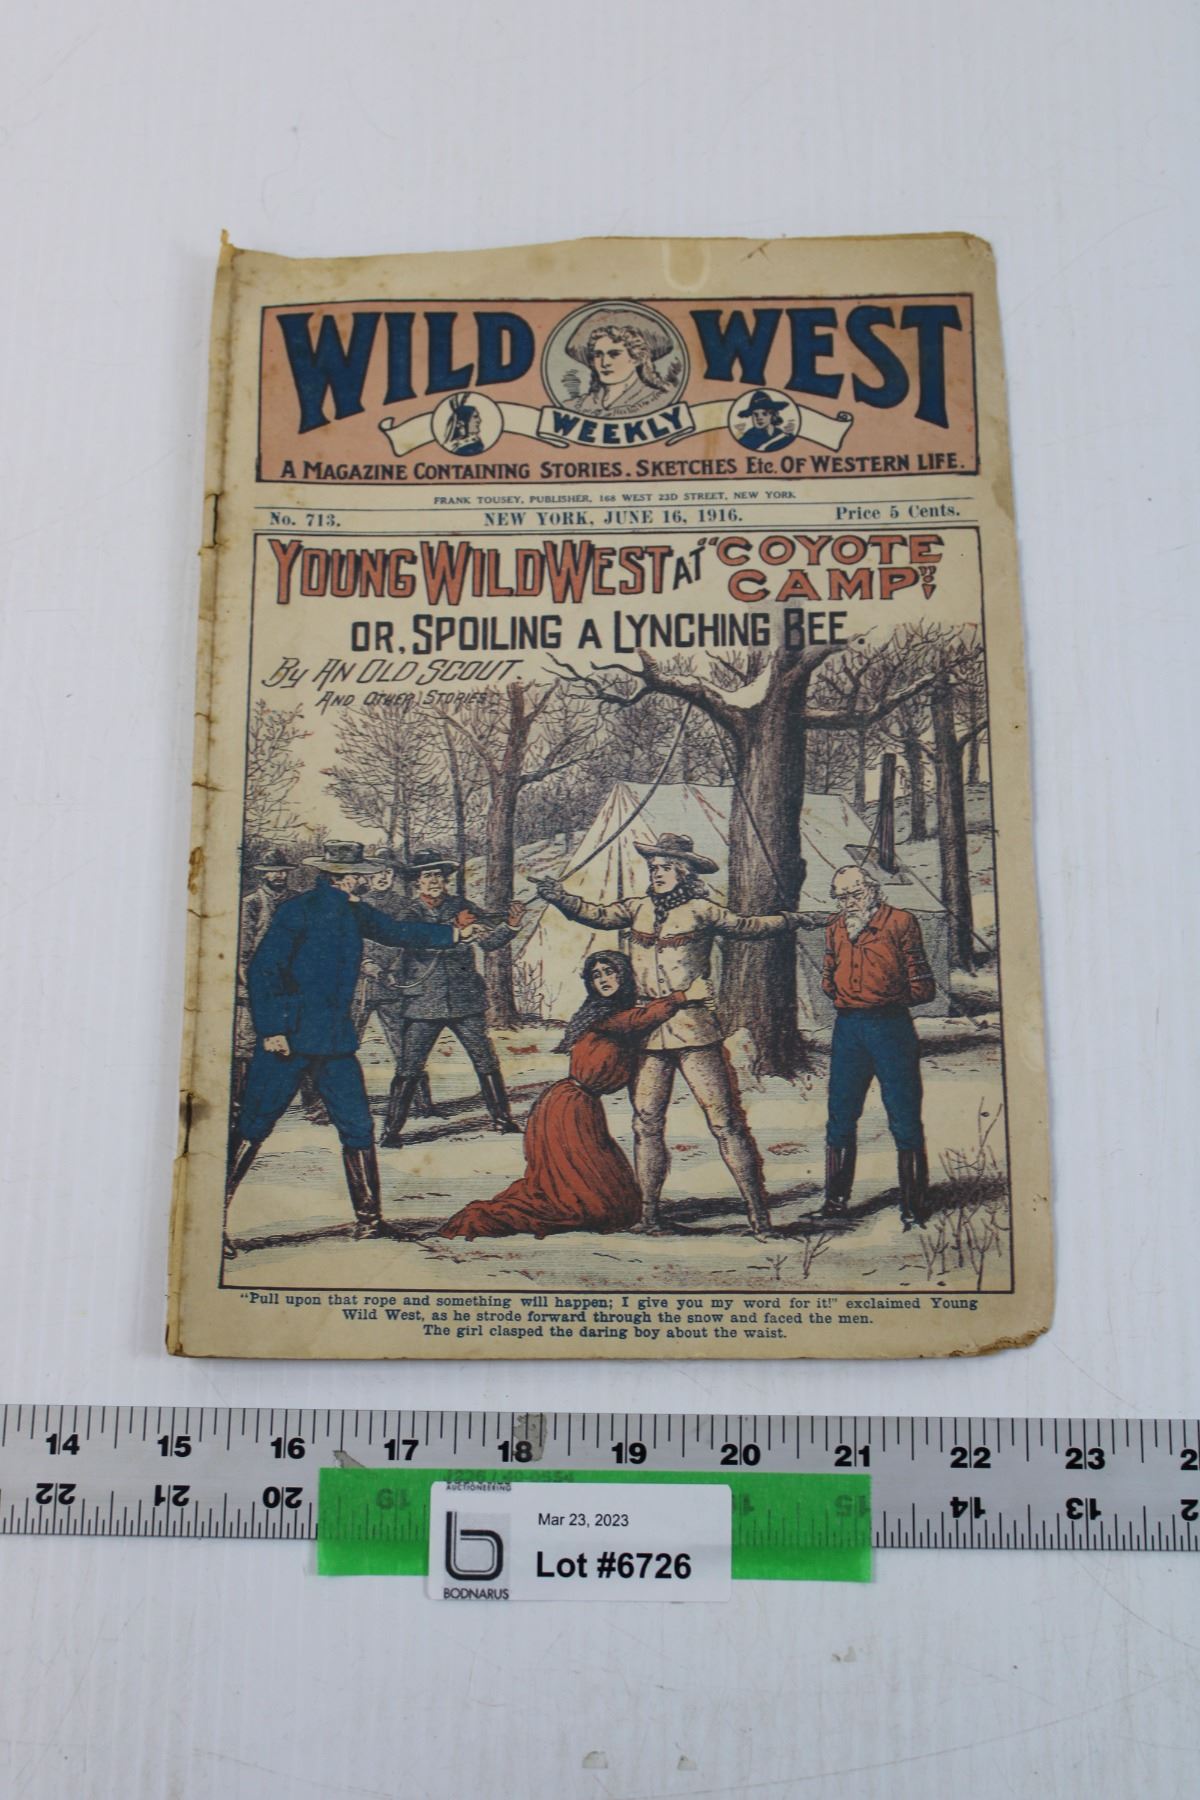 WILD WEST
WEEKLY
A MAGAZINE CONTAINING STORIES. SKETCHES Etc. OF WESTERN LIFE.
FRANK TOUSEY, PUBLISHER, 168 WEST 23D STREET, NEW YORK
No. 713. NEW YORK, JUNE 16, 1916. Price 5 Cents.
YOUNG WILD WEST AT "COYOTE
CAMP";
OR, SPOILING A LYNCHING BEE.
By AN OLD SCOUT.
AND OTHER STORIES
"Pull upon that rope and something will happen; I give you my word for it!" exclaimed Young
Wild West, as he strode forward through the snow and faced the men.
The girl clasped the daring boy about the waist.
14 15 16 17 18 19 20 21 22 23
22 21 20 19 15 14 13
AUCTIONEERING
b
BODNARUS
Mar 23, 2023
Lot #6726